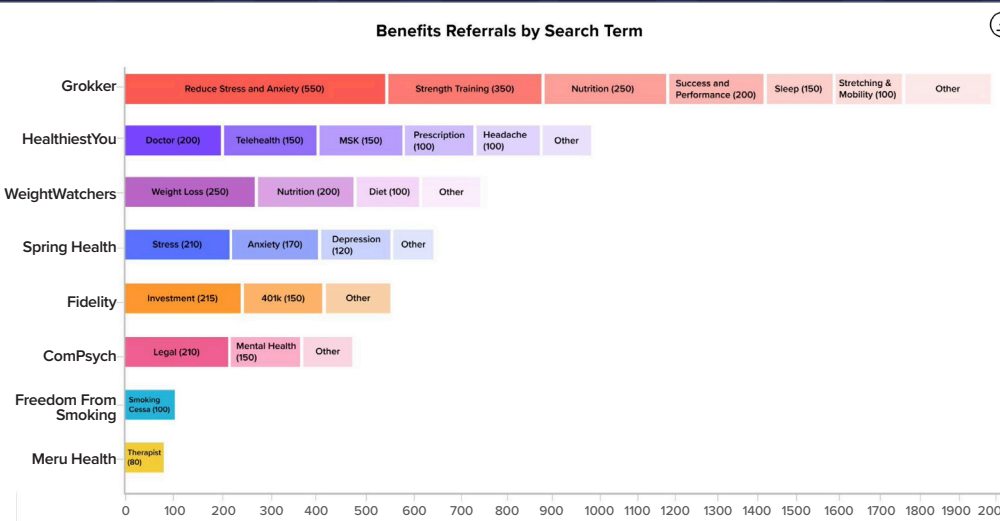 Benefits Referrals by Search Term
Grokker
Reduce Stress and Anxiety (550)
Strength Training (350)
Nutrition (250)
Success and
Performance (200)
Sleep (150)
Stretching &
Mobility (100)
Other
HealthiestYou
Doctor (200)
Telehealth (150)
MSK (150)
Prescription
(100)
Headache
(100)
Other
WeightWatchers
Weight Loss (250)
Nutrition (200)
Diet (100)
Other
Spring Health
Stress (210)
Anxiety (170)
Depression
(120)
Other
Fidelity
Investment (215)
401k (150)
Other
ComPsych
Legal (210)
Mental Health
(150)
Other
Freedom From
Smoking
Smoking
Cessa (100)
Meru Health
Therapist
(80)
0 100 200 300 400 500 600 700 800 900 1000 1100 1200 1300 1400 1500 1600 1700 1800 1900